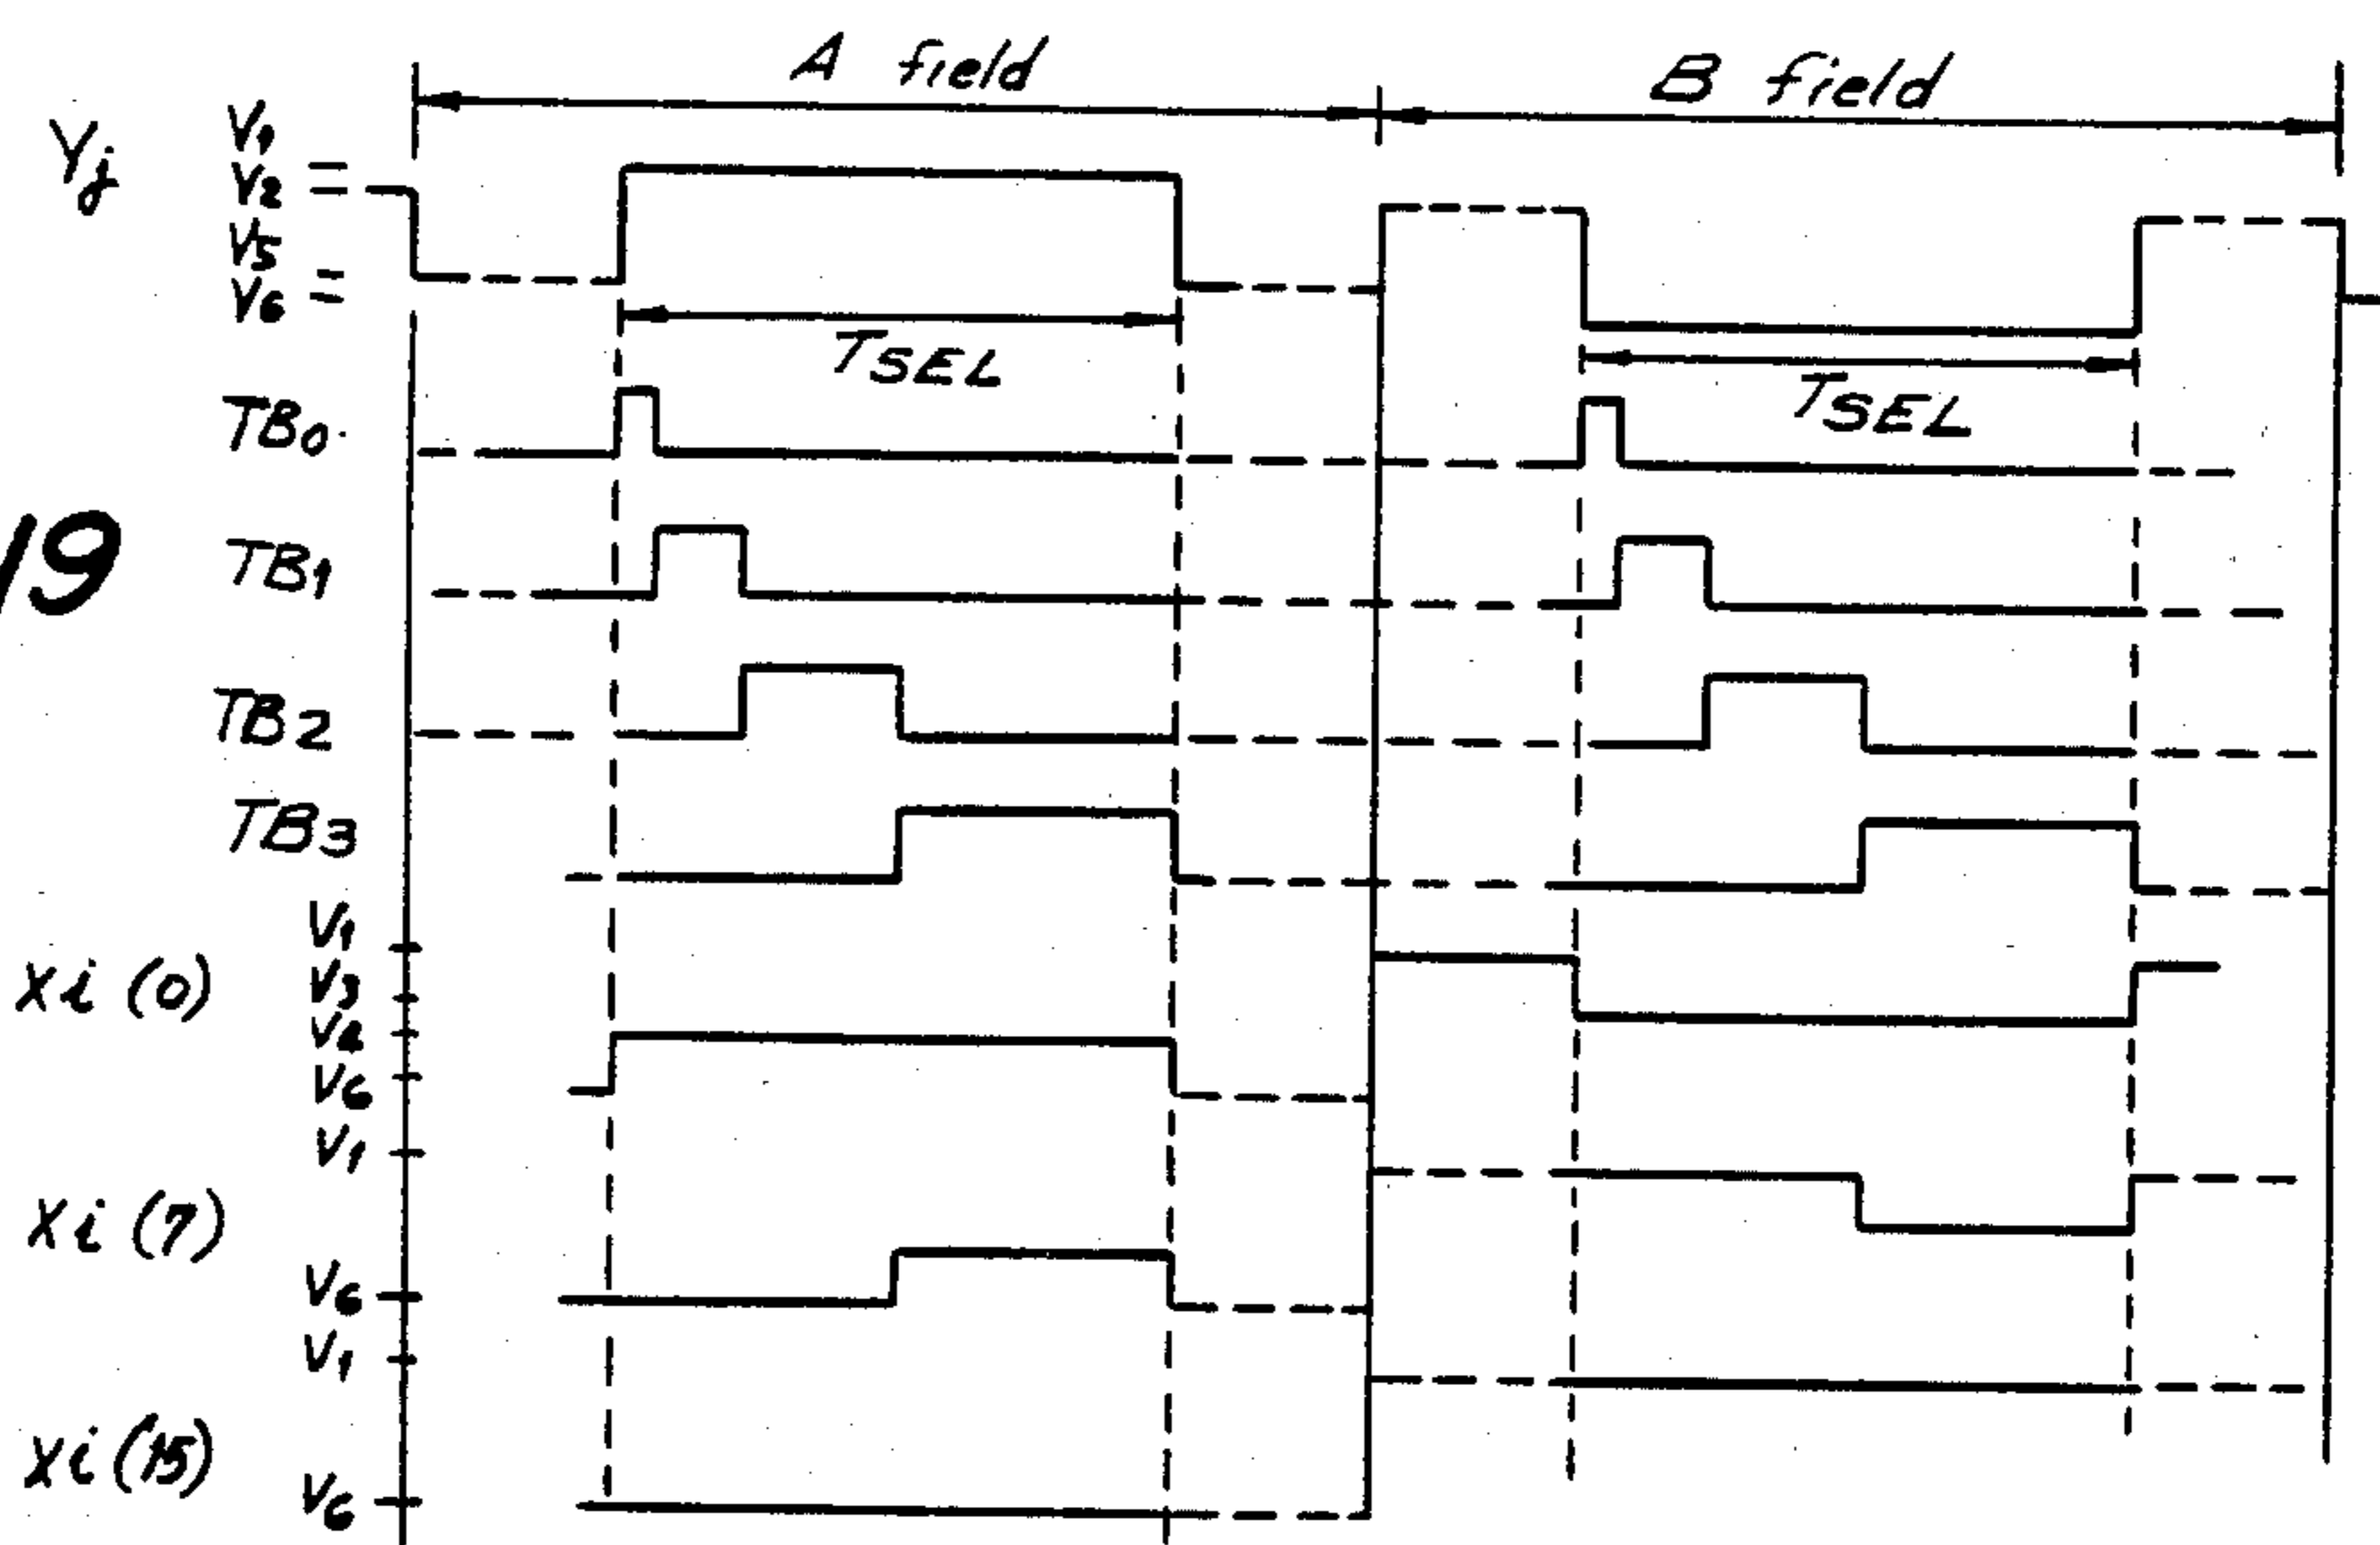 A field
B field
Yj
V1
V2 =
V5
V6 =
TSEL
TSEL
TB0
19
TB1
TB2
TB3
Xi (0)
V1
V3
V4
V6
Xi (7)
V1
V6
Xi (15)
V1
V6